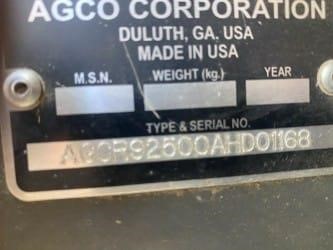 AGCO CORPORATION
DULUTH, GA. USA
MADE IN USA
M.S.N. WEIGHT (kg.) YEAR
TYPE & SERIAL NO.
AGCR92500AHD01168